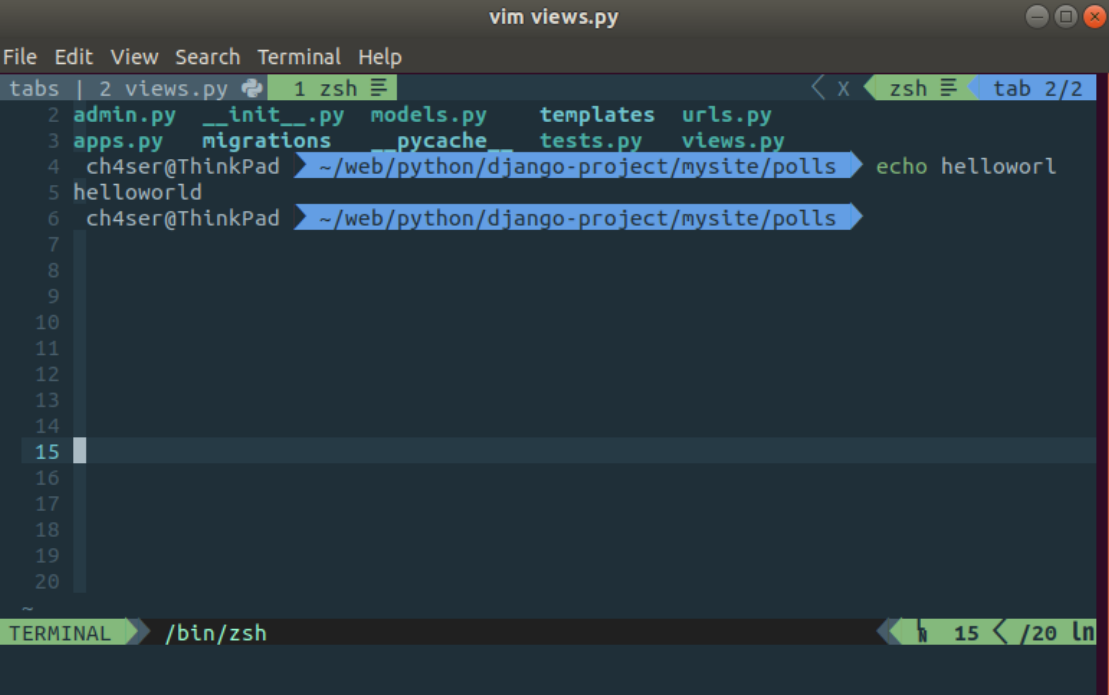 vim views.py
File Edit View Search Terminal Help
tabs | 2 views.py 1 zsh X zsh tab 2/2
2 admin.py __init__.py models.py templates urls.py
3 apps.py migrations __pycache__ tests.py views.py
4 ch4ser@ThinkPad ~/web/python/django-project/mysite/polls echo helloworl
5 helloworld
6 ch4ser@ThinkPad ~/web/python/django-project/mysite/polls
7
8
9
10
11
12
13
14
15
16
17
18
19
20
~
TERMINAL /bin/zsh 15 /20 ln